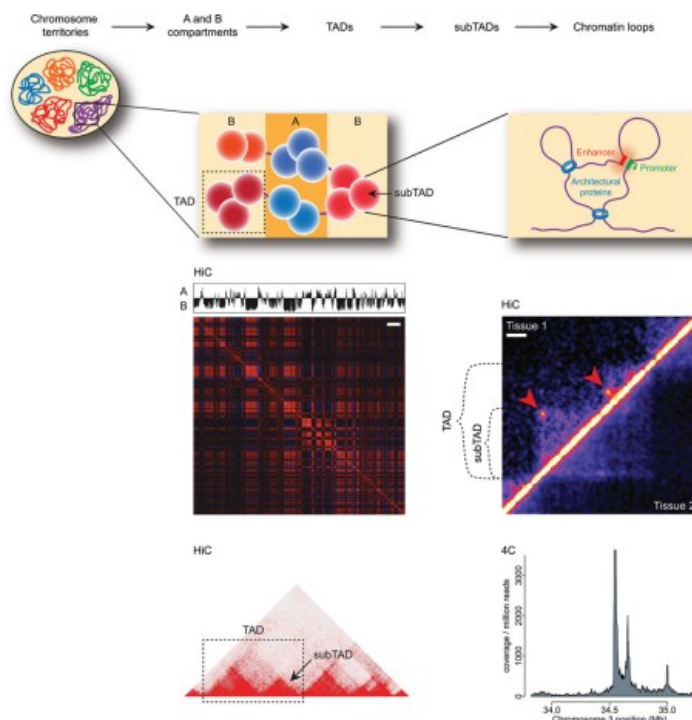 Chromosome territories
A and B compartments
TADs
subTADs
Chromatin loops
B
A
B
TAD
subTAD
Enhancer
Promoter
Architectural proteins
HiC
A
B
HiC
Tissue 1
TAD
subTAD
Tissue 2
HiC
TAD
subTAD
4C
coverage / million reads
3000
2000
1000
0
34.0
34.5
35.0
Chromosome 3 position (Mb)